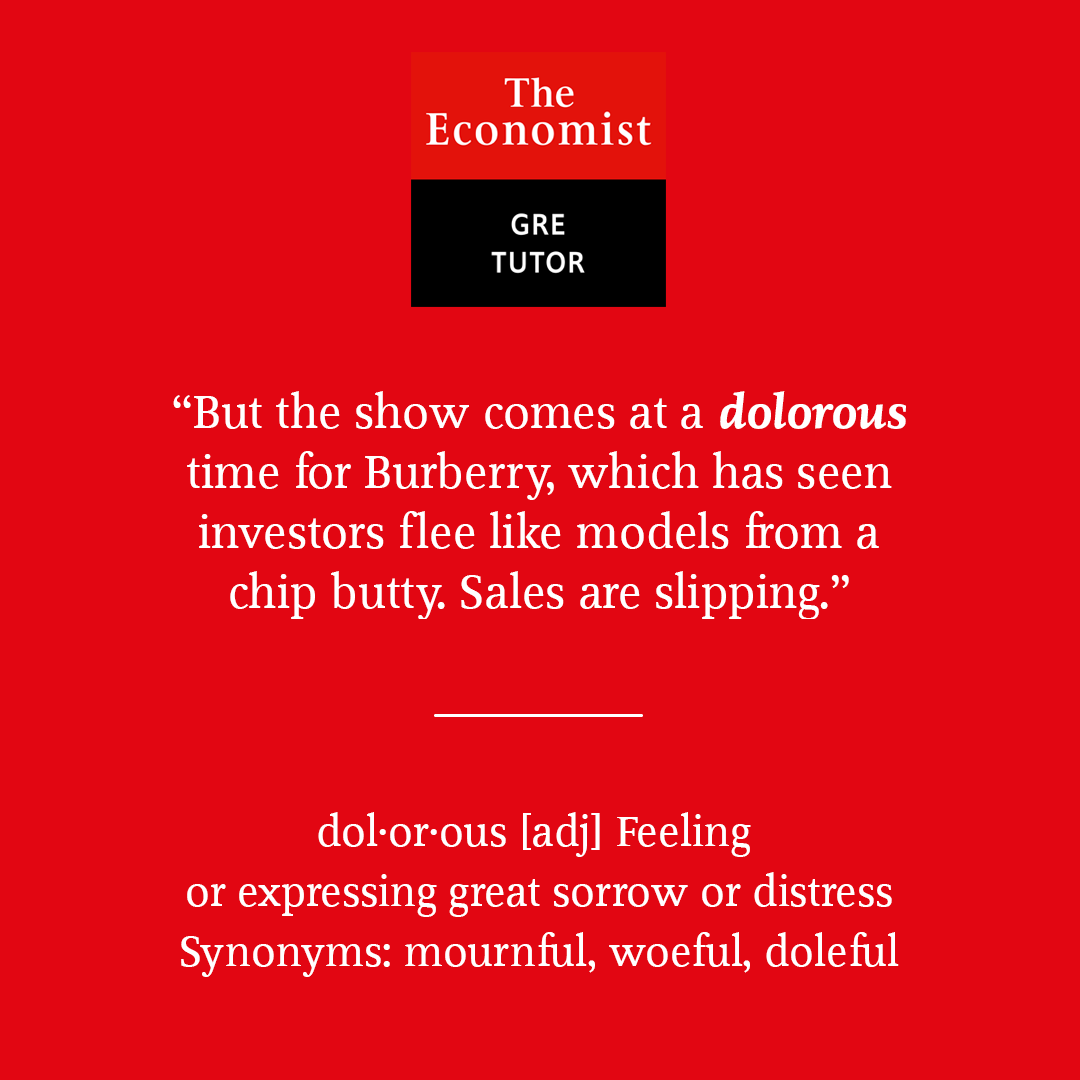 The
Economist
GRE
TUTOR
“But the show comes at a dolorous
time for Burberry, which has seen
investors flee like models from a
chip butty. Sales are slipping.”
dol·or·ous [adj] Feeling
or expressing great sorrow or distress
Synonyms: mournful, woeful, doleful